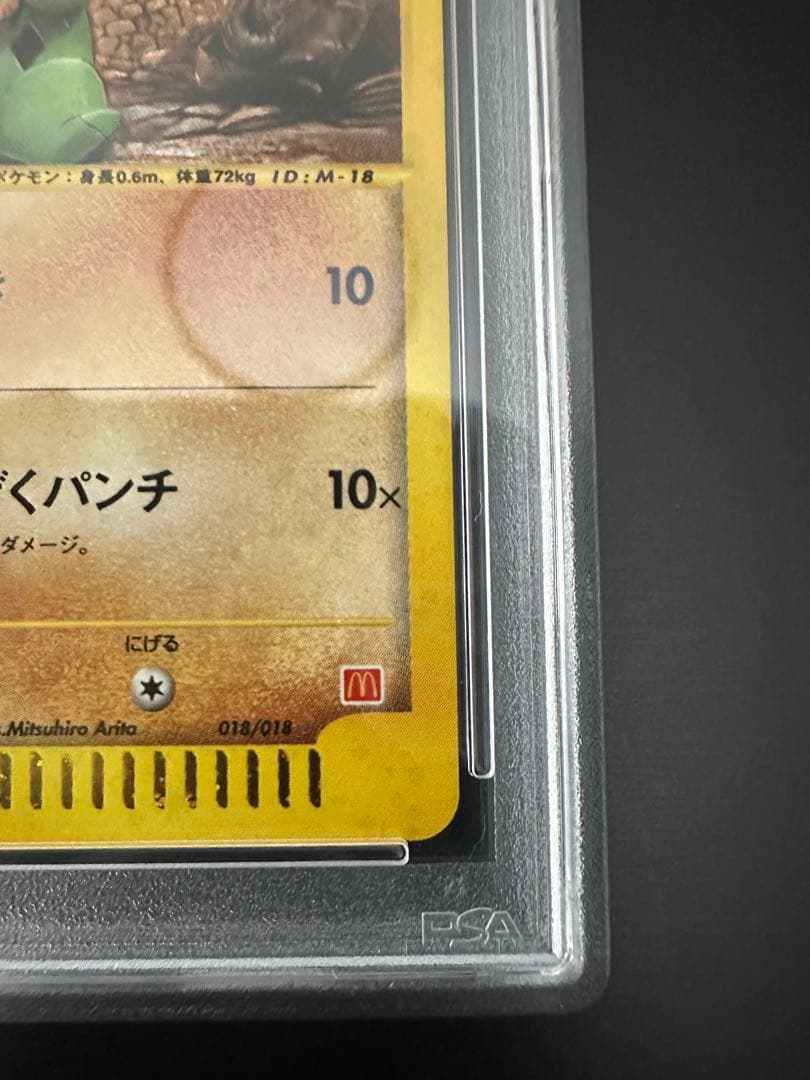 ポケモン：身長0.6m、体重72kg ID:M-18
10
くパンチ 10×
ダメージ。
にげる
.Mitsuhiro Arita 018/018
PSA